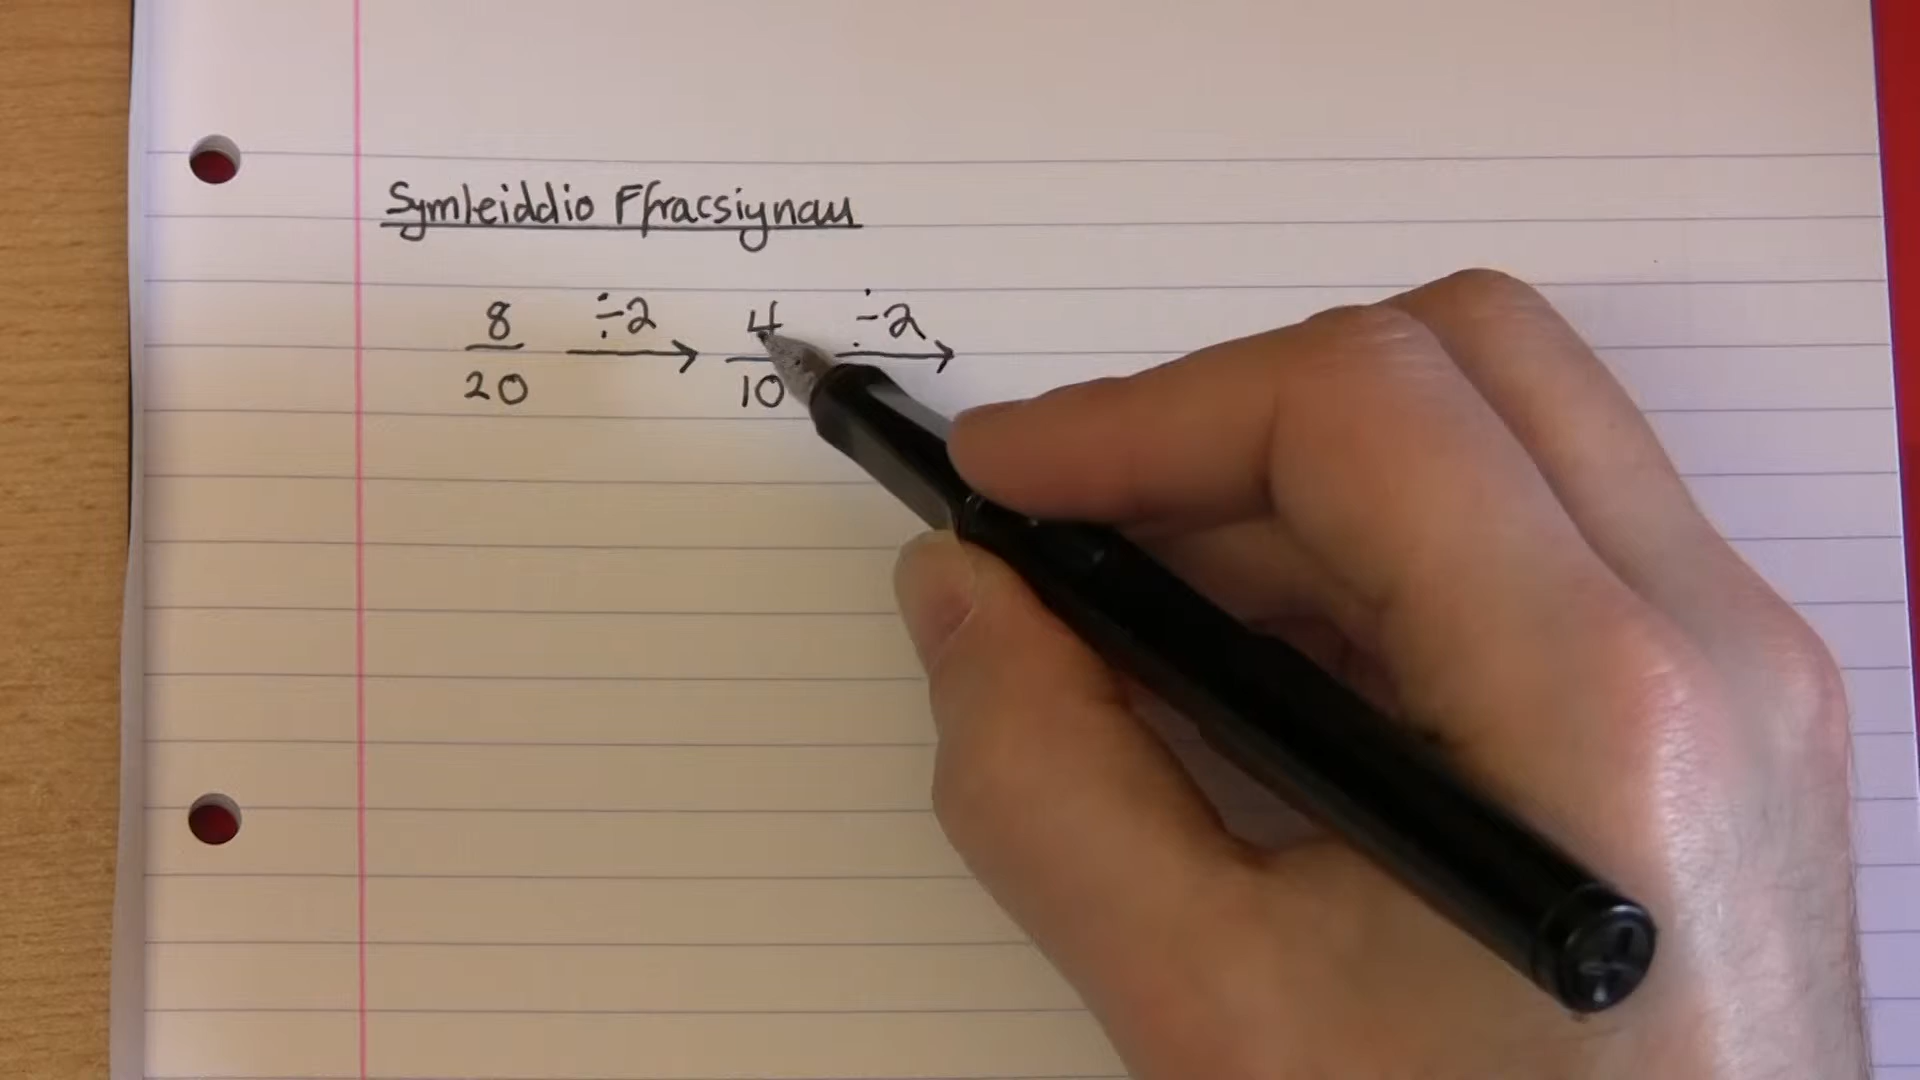 Symleiddio Ffracsiynau
8/20 ÷2 → 4/10 ÷2 →